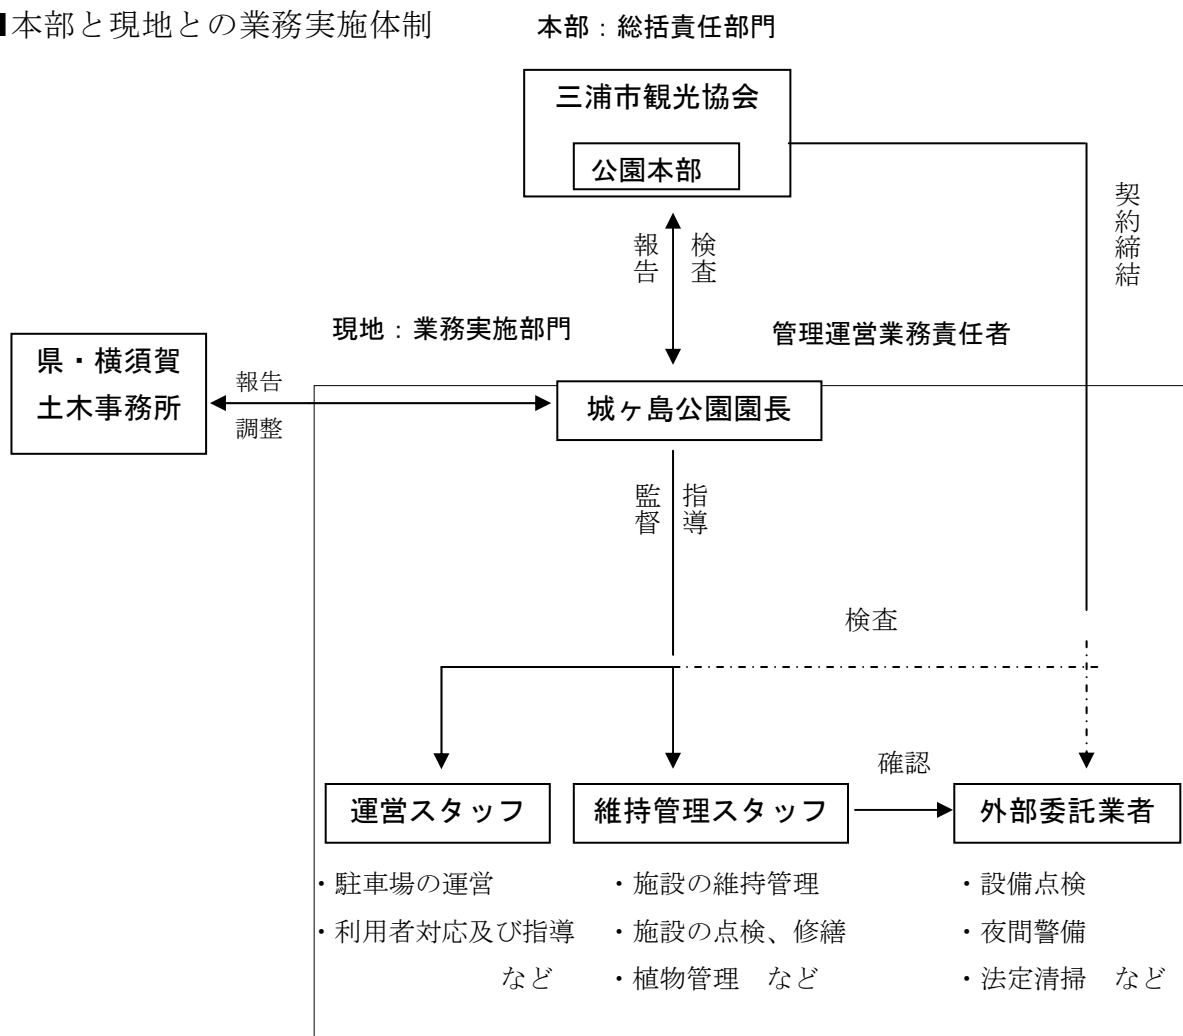 ■本部と現地との業務実施体制
本部：総括責任部門
三浦市観光協会
公園本部
契約締結
報告
検査
現地：業務実施部門
管理運営業務責任者
県・横須賀
土木事務所
報告
調整
城ヶ島公園園長
監督
指導
検査
確認
運営スタッフ
維持管理スタッフ
外部委託業者
・駐車場の運営
・利用者対応及び指導
など
・施設の維持管理
・施設の点検、修繕
・植物管理　など
・設備点検
・夜間警備
・法定清掃　など